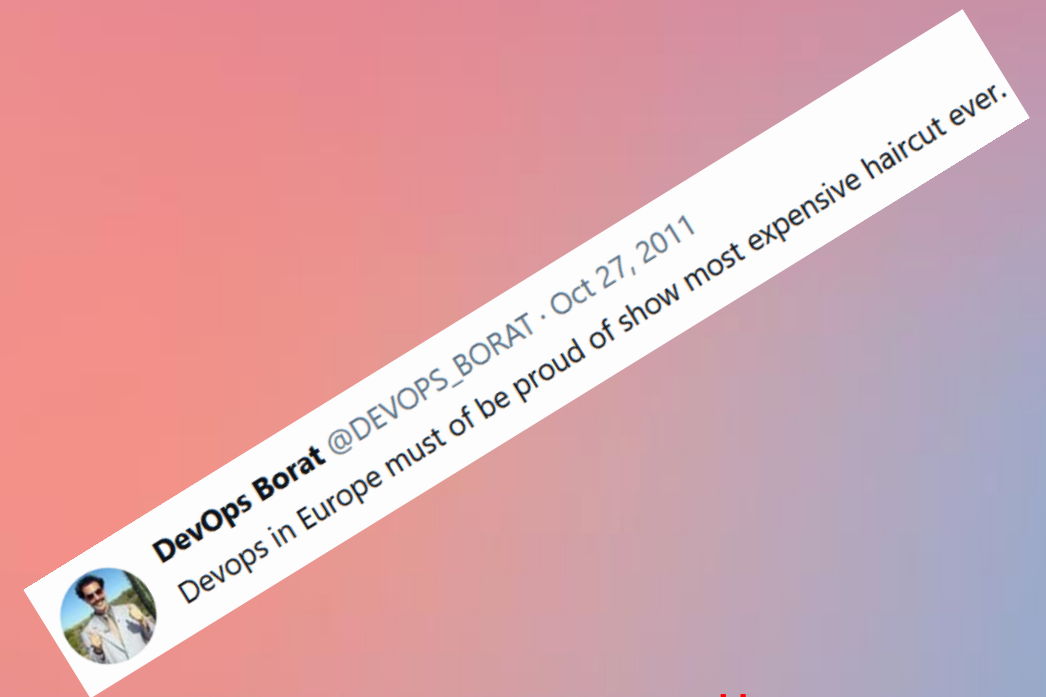 DevOps Borat @DEVOPS_BORAT · Oct 27, 2011
Devops in Europe must of be proud of show most expensive haircut ever.